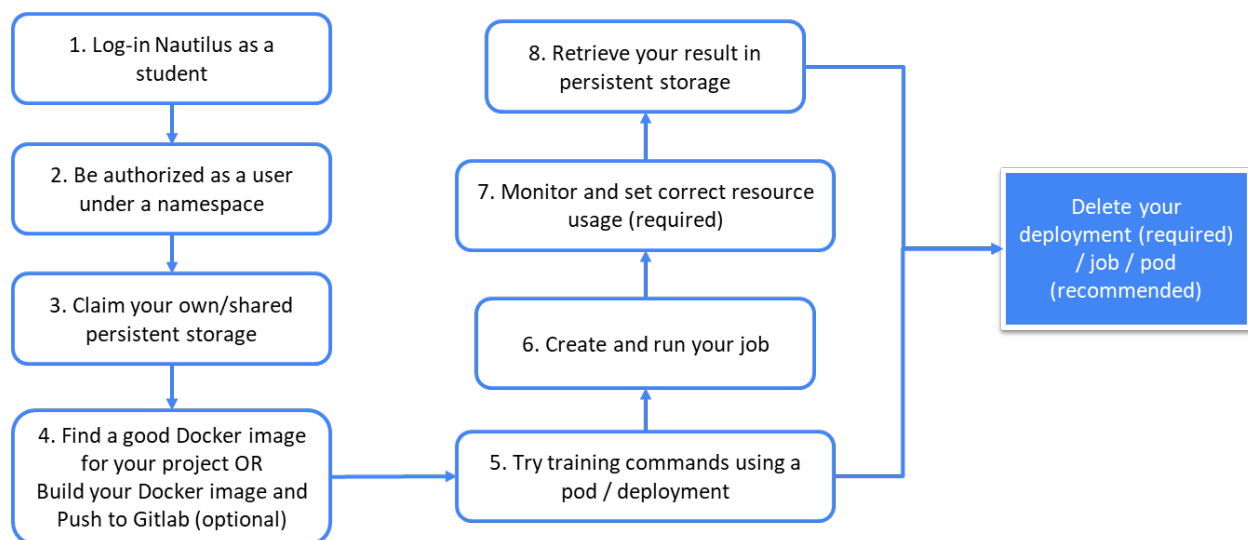 1. Log-in Nautilus as a
student
2. Be authorized as a user
under a namespace
3. Claim your own/shared
persistent storage
4. Find a good Docker image
for your project OR
Build your Docker image and
Push to Gitlab (optional)
5. Try training commands using a
pod / deployment
6. Create and run your job
7. Monitor and set correct resource
usage (required)
8. Retrieve your result in
persistent storage
Delete your
deployment (required)
/ job / pod
(recommended)